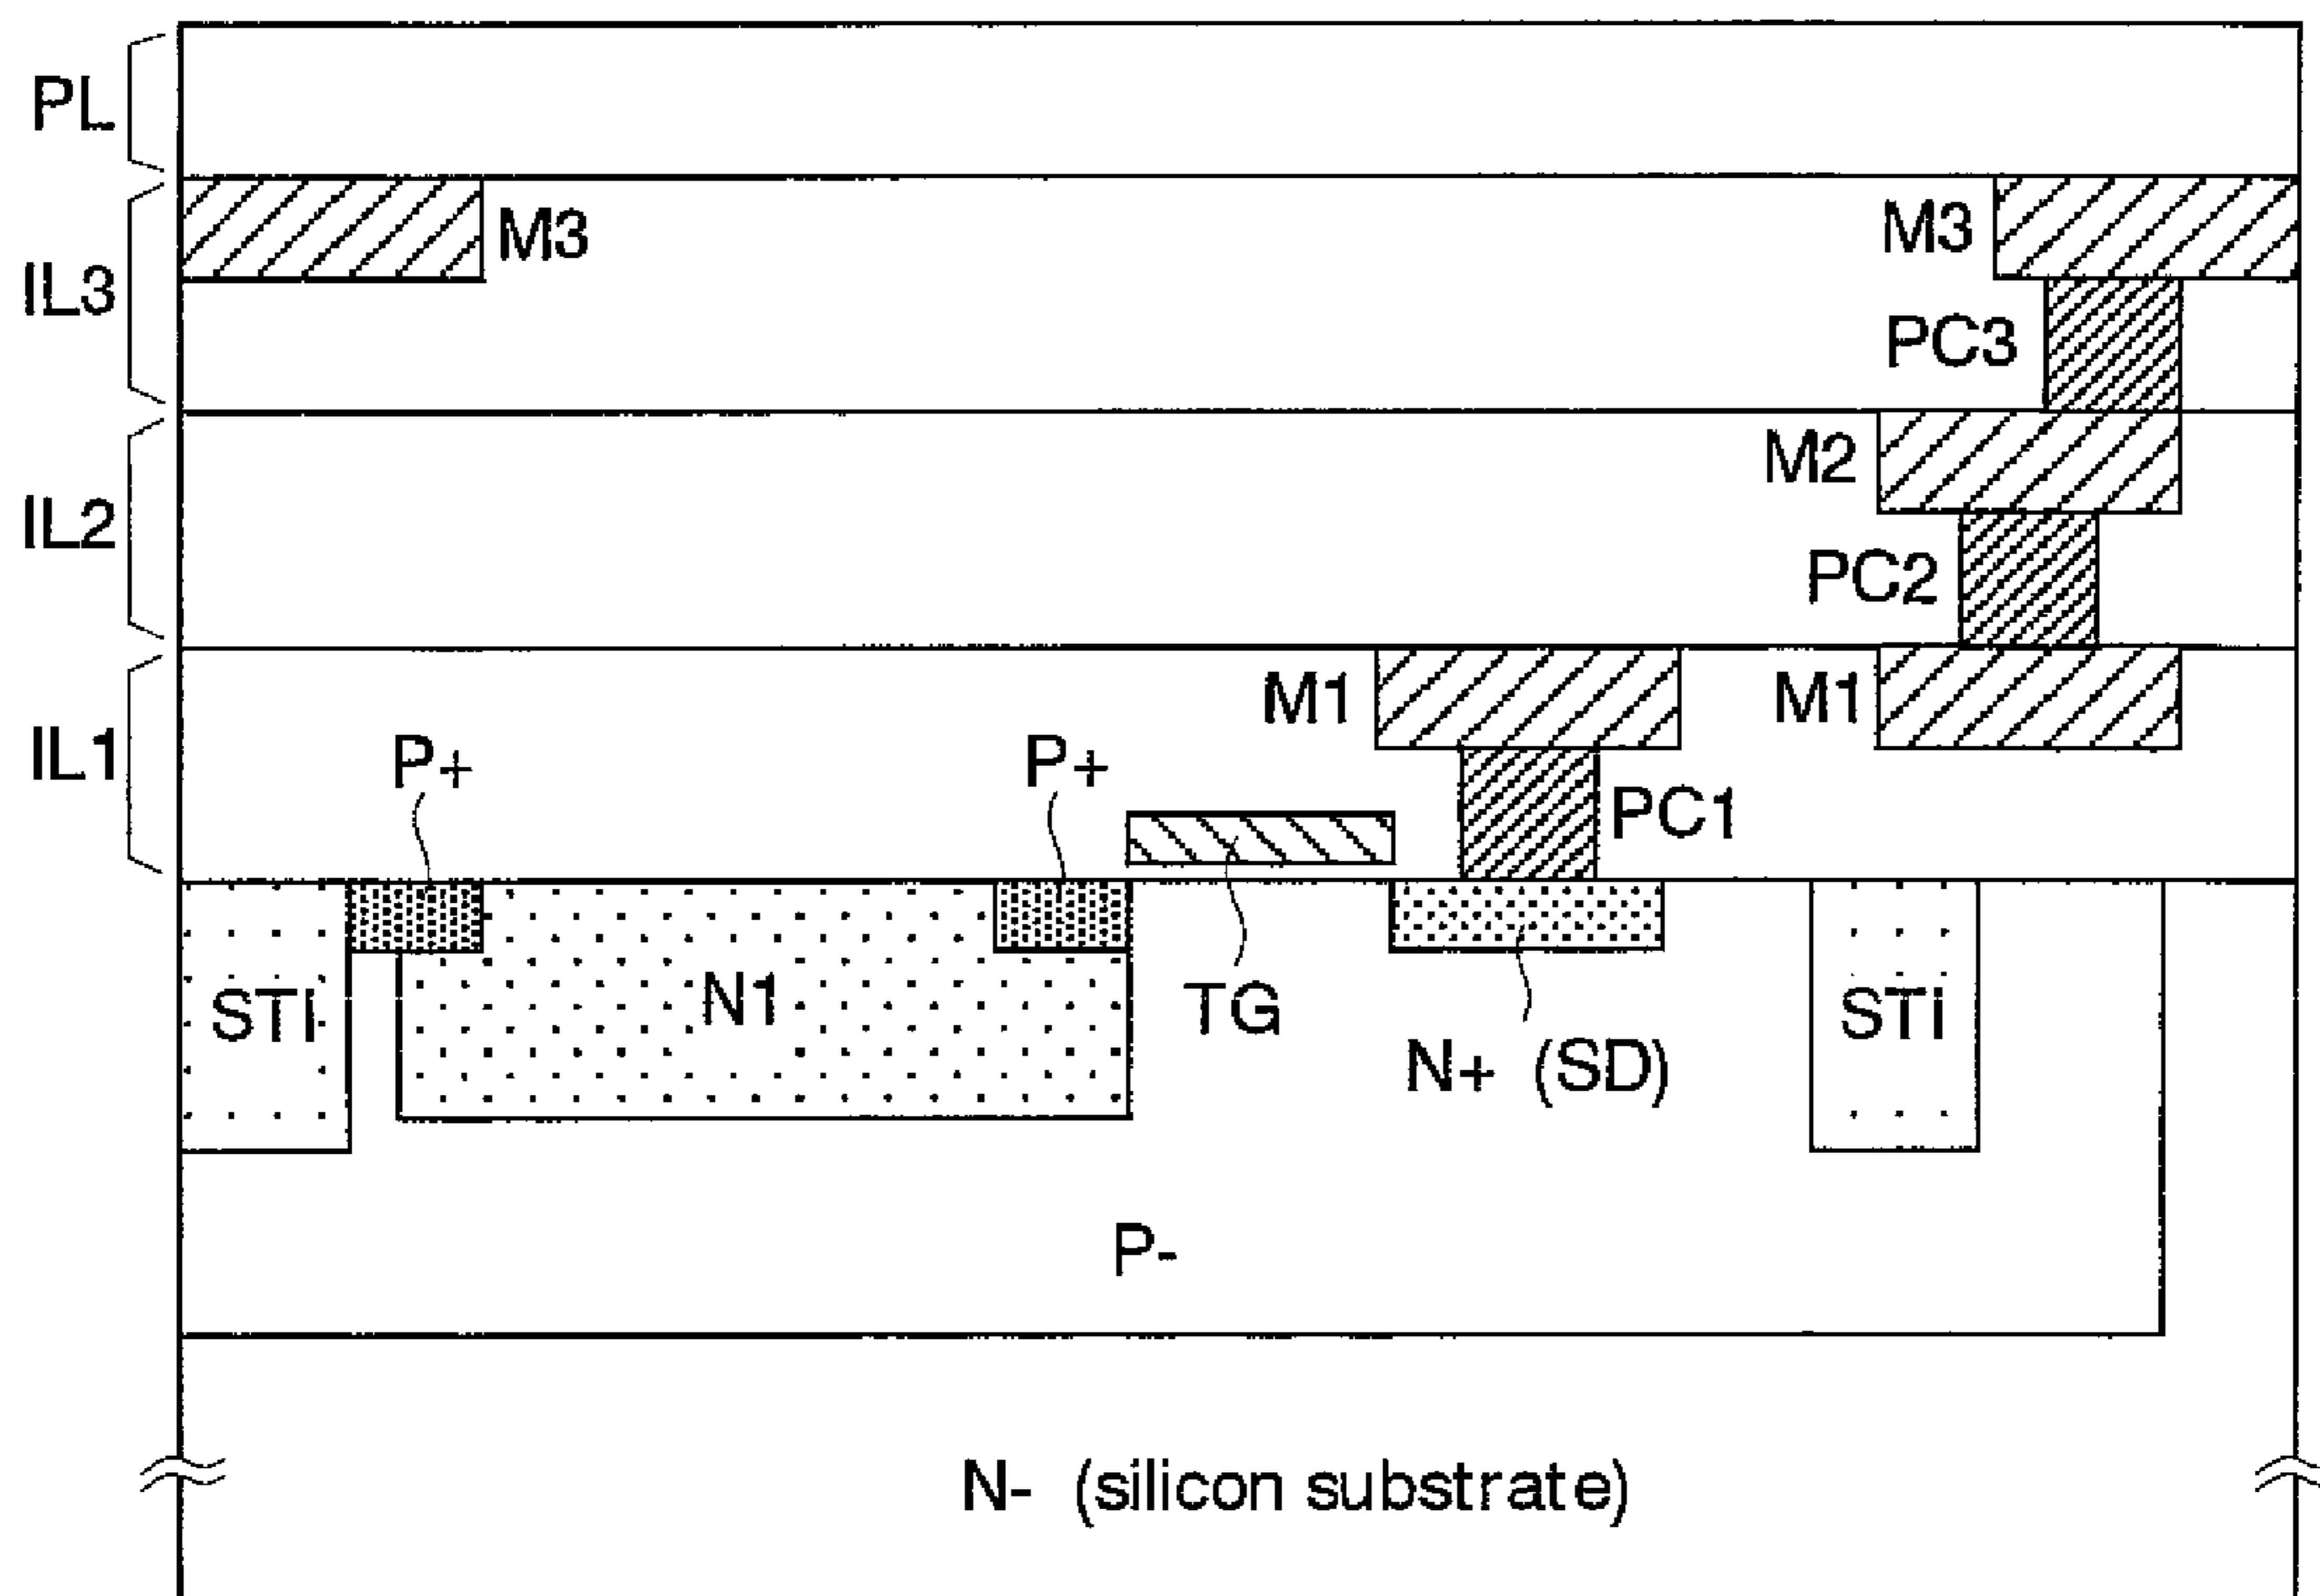 PL
M3
M3
IL3
PC3
M2
IL2
PC2
M1
M1
IL1
P+
P+
PC1
STi
N1
TG
STi
N+ (SD)
P-
N- (silicon substrate)